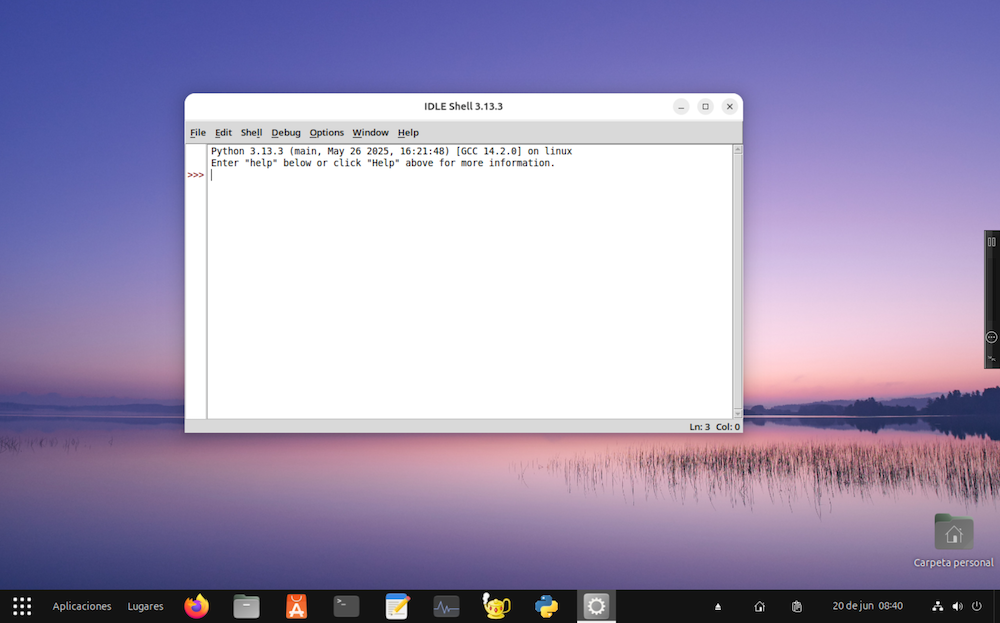 IDLE Shell 3.13.3
File Edit Shell Debug Options Window Help
Python 3.13.3 (main, May 26 2025, 16:21:48) [GCC 14.2.0] on linux
Enter "help" below or click "Help" above for more information.
>>>
Ln: 3 Col: 0
Carpeta personal
Aplicaciones Lugares 20 de jun 08:40